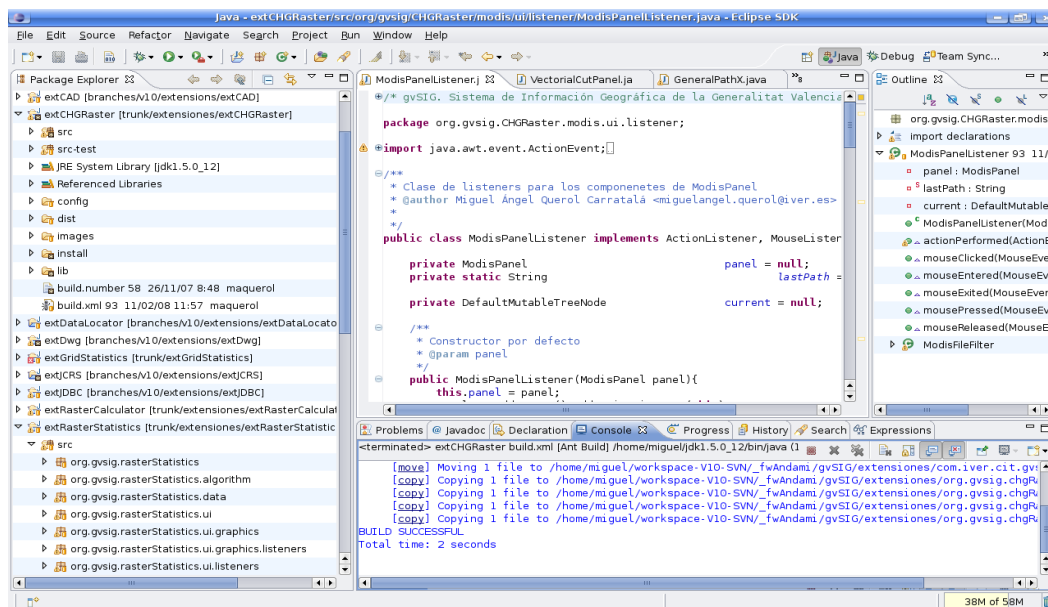 Java - extCHGRaster/src/org/gvsig/CHGRaster/modis/ui/listener/ModisPanelListener.java - Eclipse SDK
File Edit Source Refactor Navigate Search Project Run Window Help
Java Debug Team Sync...
Package Explorer
extCAD [branches/v10/extensions/extCAD]
extCHGRaster [trunk/extensiones/extCHGRaster]
src
src-test
JRE System Library [jdk1.5.0_12]
Referenced Libraries
config
dist
images
install
lib
build.number 58 26/11/07 8:48 maquerol
build.xml 93 11/02/08 11:57 maquerol
extDataLocator [branches/v10/extensions/extDataLocato
extDwg [branches/v10/extensions/extDwg]
extGridStatistics [trunk/extGridStatistics]
extJCRS [branches/v10/extensions/extJCRS]
extJDBC [branches/v10/extensions/extJDBC]
extRasterCalculator [trunk/extensiones/extRasterCalculat
extRasterStatistics [trunk/extensiones/extRasterStatistic
src
org.gvsig.rasterStatistics
org.gvsig.rasterStatistics.algorithm
org.gvsig.rasterStatistics.data
org.gvsig.rasterStatistics.ui
org.gvsig.rasterStatistics.ui.graphics
org.gvsig.rasterStatistics.ui.graphics.listeners
org.gvsig.rasterStatistics.ui.listeners
ModisPanelListener.j VectorialCutPanel.ja GeneralPathX.java »8
/* gvSIG. Sistema de Información Geográfica de la Generalitat Valencia
package org.gvsig.CHGRaster.modis.ui.listener;
import java.awt.event.ActionEvent;
/**
* Clase de listeners para los componenetes de ModisPanel
* @author Miguel Ángel Querol Carratalá <miguelangel.querol@iver.es>
*
*/
public class ModisPanelListener implements ActionListener, MouseListener
private ModisPanel panel = null;
private static String lastPath =
private DefaultMutableTreeNode current = null;
/**
* Constructor por defecto
* @param panel
*/
public ModisPanelListener(ModisPanel panel){
this.panel = panel;
Outline
org.gvsig.CHGRaster.modis
import declarations
ModisPanelListener 93 11/
panel : ModisPanel
S lastPath : String
current : DefaultMutable
C ModisPanelListener(Mod
actionPerformed(ActionE
mouseClicked(MouseEve
mouseEntered(MouseEv
mouseExited(MouseEver
mousePressed(MouseEve
mouseReleased(MouseE
ModisFileFilter
Problems @ Javadoc Declaration Console Progress History Search Expressions
<terminated> extCHGRaster build.xml [Ant Build] /home/miguel/jdk1.5.0_12/bin/java (1
[move] Moving 1 file to /home/miguel/workspace-V10-SVN/_fwAndami/gvSIG/extensiones/com.iver.cit.gvs
[copy] Copying 1 file to /home/miguel/workspace-V10-SVN/_fwAndami/gvSIG/extensiones/org.gvsig.chgRa
[copy] Copying 1 file to /home/miguel/workspace-V10-SVN/_fwAndami/gvSIG/extensiones/org.gvsig.chgRa
[copy] Copying 1 file to /home/miguel/workspace-V10-SVN/_fwAndami/gvSIG/extensiones/org.gvsig.chgRa
[copy] Copying 1 file to /home/miguel/workspace-V10-SVN/_fwAndami/gvSIG/extensiones/org.gvsig.chgRa
BUILD SUCCESSFUL
Total time: 2 seconds
38M of 58M